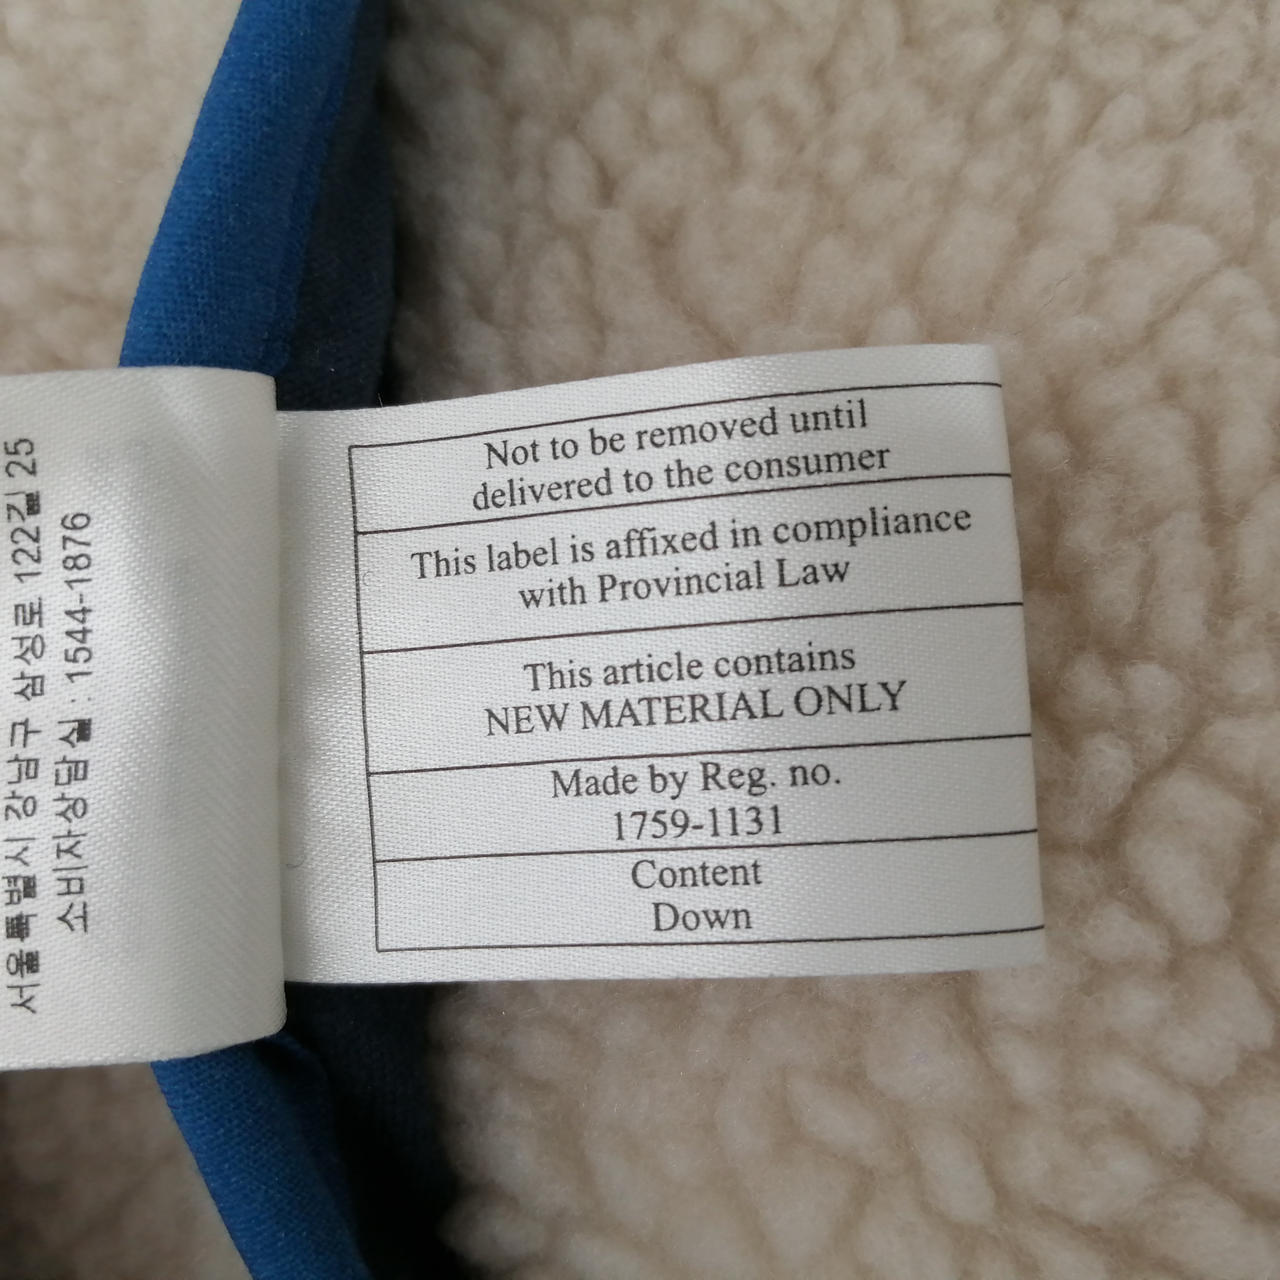 서울특별시 강남구 삼성로 122길 25
소비자상담실 : 1544-1876
Not to be removed until
delivered to the consumer
This label is affixed in compliance
with Provincial Law
This article contains
NEW MATERIAL ONLY
Made by Reg. no.
1759-1131
Content
Down